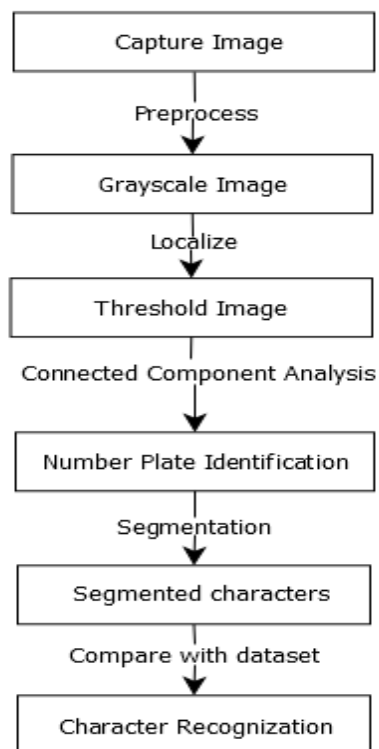 Capture Image
Preprocess
Grayscale Image
Localize
Threshold Image
Connected Component Analysis
Number Plate Identification
Segmentation
Segmented characters
Compare with dataset
Character Recognization